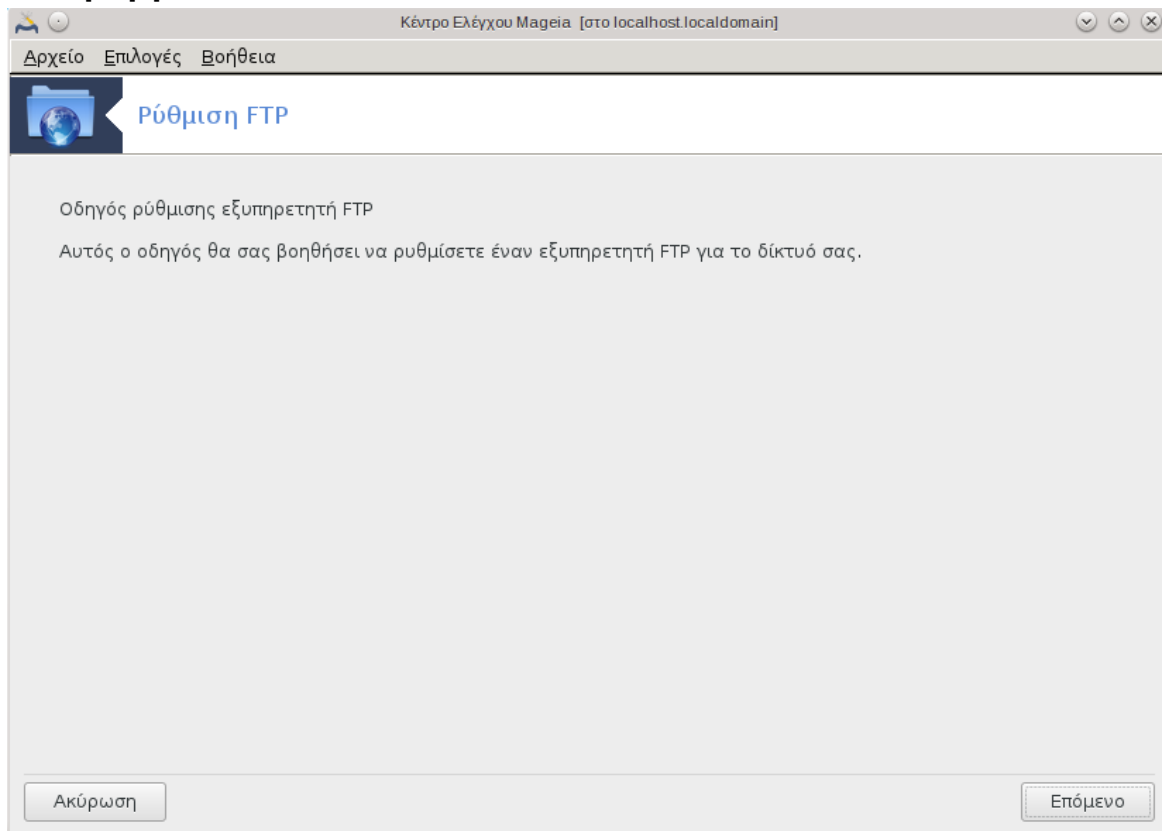 Κέντρο Ελέγχου Mageia [στο localhost.localdomain]
Αρχείο Επιλογές Βοήθεια
Ρύθμιση FTP
Οδηγός ρύθμισης εξυπηρετητή FTP
Αυτός ο οδηγός θα σας βοηθήσει να ρυθμίσετε έναν εξυπηρετητή FTP για το δίκτυό σας.
Ακύρωση
Επόμενο